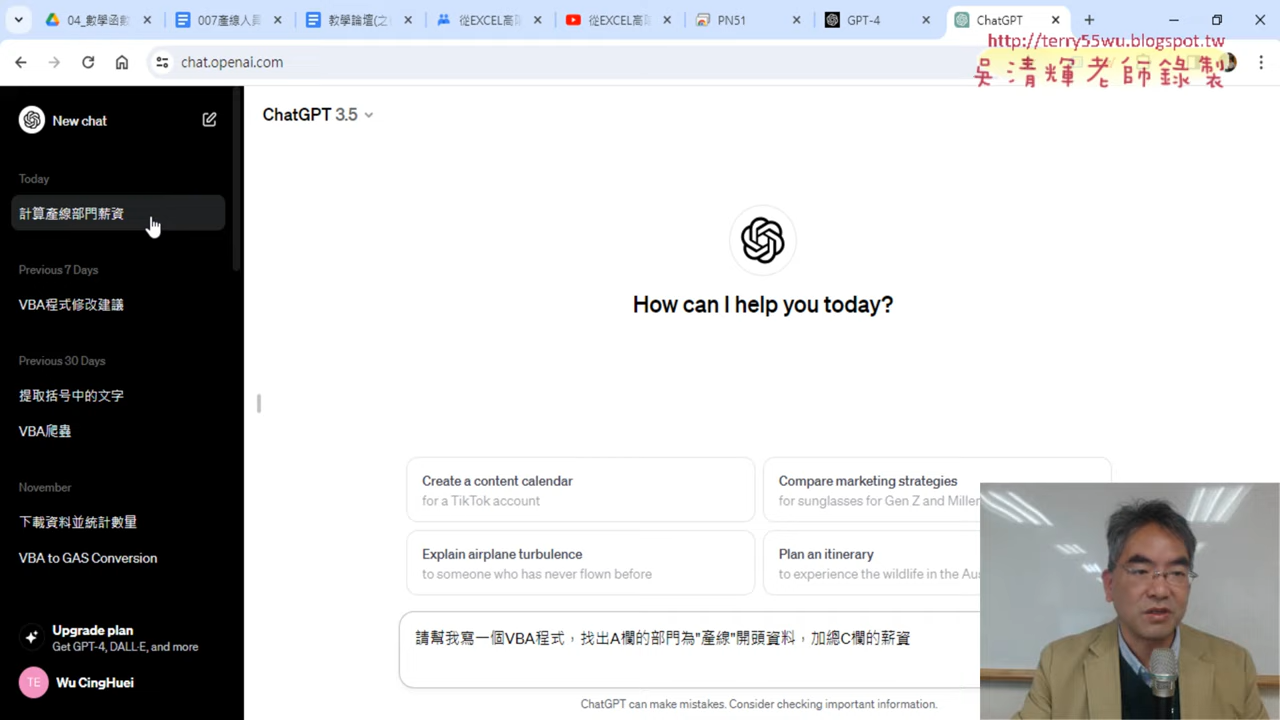 04_數學函數
007產線人員
教學論壇(之
從EXCEL高階
從EXCEL高階
PN51
GPT-4
ChatGPT
http://terry55wu.blogspot.tw
吳清輝老師錄製
chat.openai.com
New chat
ChatGPT 3.5
Today
計算產線部門薪資
Previous 7 Days
VBA程式修改建議
Previous 30 Days
提取括号中的文字
VBA爬蟲
November
下載資料並統計數量
VBA to GAS Conversion
Upgrade plan
Get GPT-4, DALL·E, and more
TE
Wu CingHuei
How can I help you today?
Create a content calendar
for a TikTok account
Compare marketing strategies
for sunglasses for Gen Z and Miller
Explain airplane turbulence
to someone who has never flown before
Plan an itinerary
to experience the wildlife in the Aus
請幫我寫一個VBA程式，找出A欄的部門為"產線"開頭資料，加總C欄的薪資
ChatGPT can make mistakes. Consider checking important information.